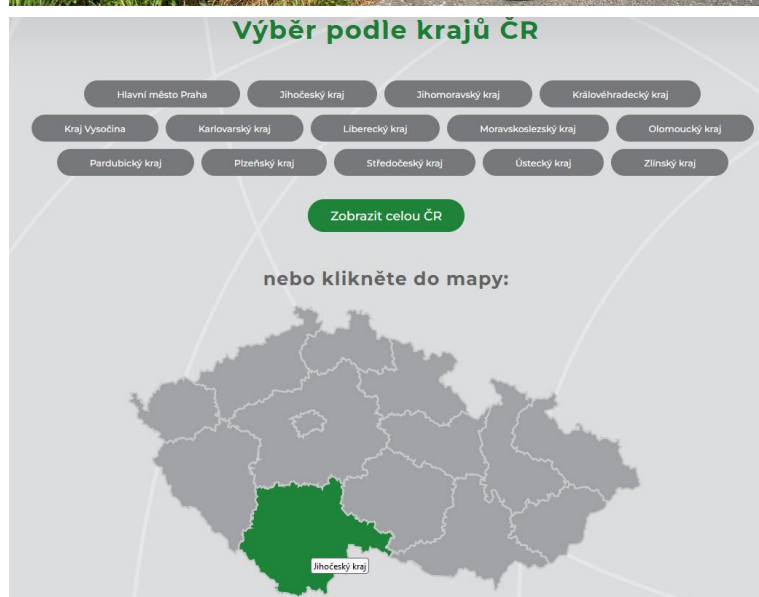 Výběr podle krajů ČR
Hlavní město Praha Jihočeský kraj Jihomoravský kraj Královéhradecký kraj
Kraj Vysočina Karlovarský kraj Liberecký kraj Moravskoslezský kraj Olomoucký kraj
Pardubický kraj Plzeňský kraj Středočeský kraj Ústecký kraj Zlínský kraj
Zobrazit celou ČR
nebo klikněte do mapy:
Jihočeský kraj